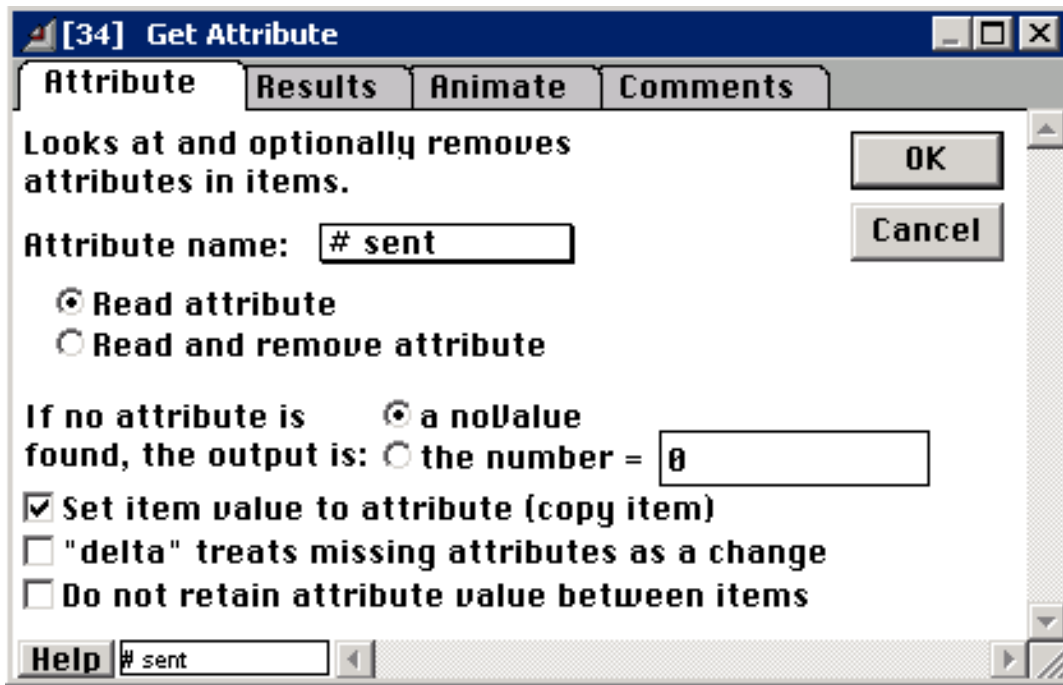 [34] Get Attribute
Attribute Results Animate Comments
Looks at and optionally removes
attributes in items.
OK
Cancel
Attribute name: # sent
Read attribute
Read and remove attribute
If no attribute is a noValue
found, the output is: the number = 0
Set item value to attribute (copy item)
"delta" treats missing attributes as a change
Do not retain attribute value between items
Help # sent